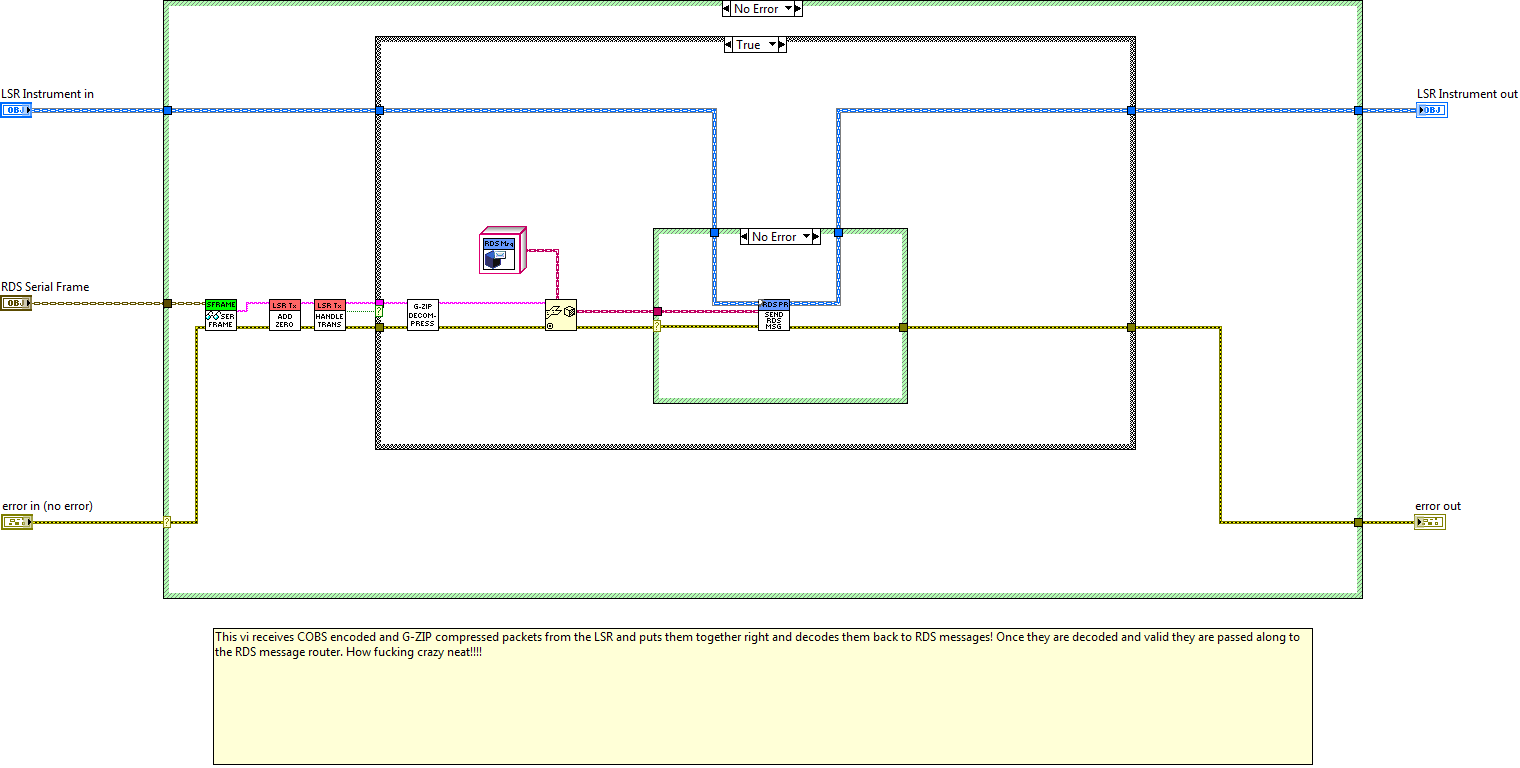 No Error
True
LSR Instrument in
OBJ
LSR Instrument out
OBJ
RDS Msg
No Error
RDS Serial Frame
OBJ
SFRAME
SER
FRAME
LSR Tx
ADD
ZERO
LSR Tx
HANDLE
TRANS
?
G-ZIP
DECOM-
PRESS
?
RDS PR
SEND
RDS
MSG
error in (no error)
?
error out
This vi receives COBS encoded and G-ZIP compressed packets from the LSR and puts them together right and decodes them back to RDS messages! Once they are decoded and valid they are passed along to
the RDS message router. How fucking crazy neat!!!!